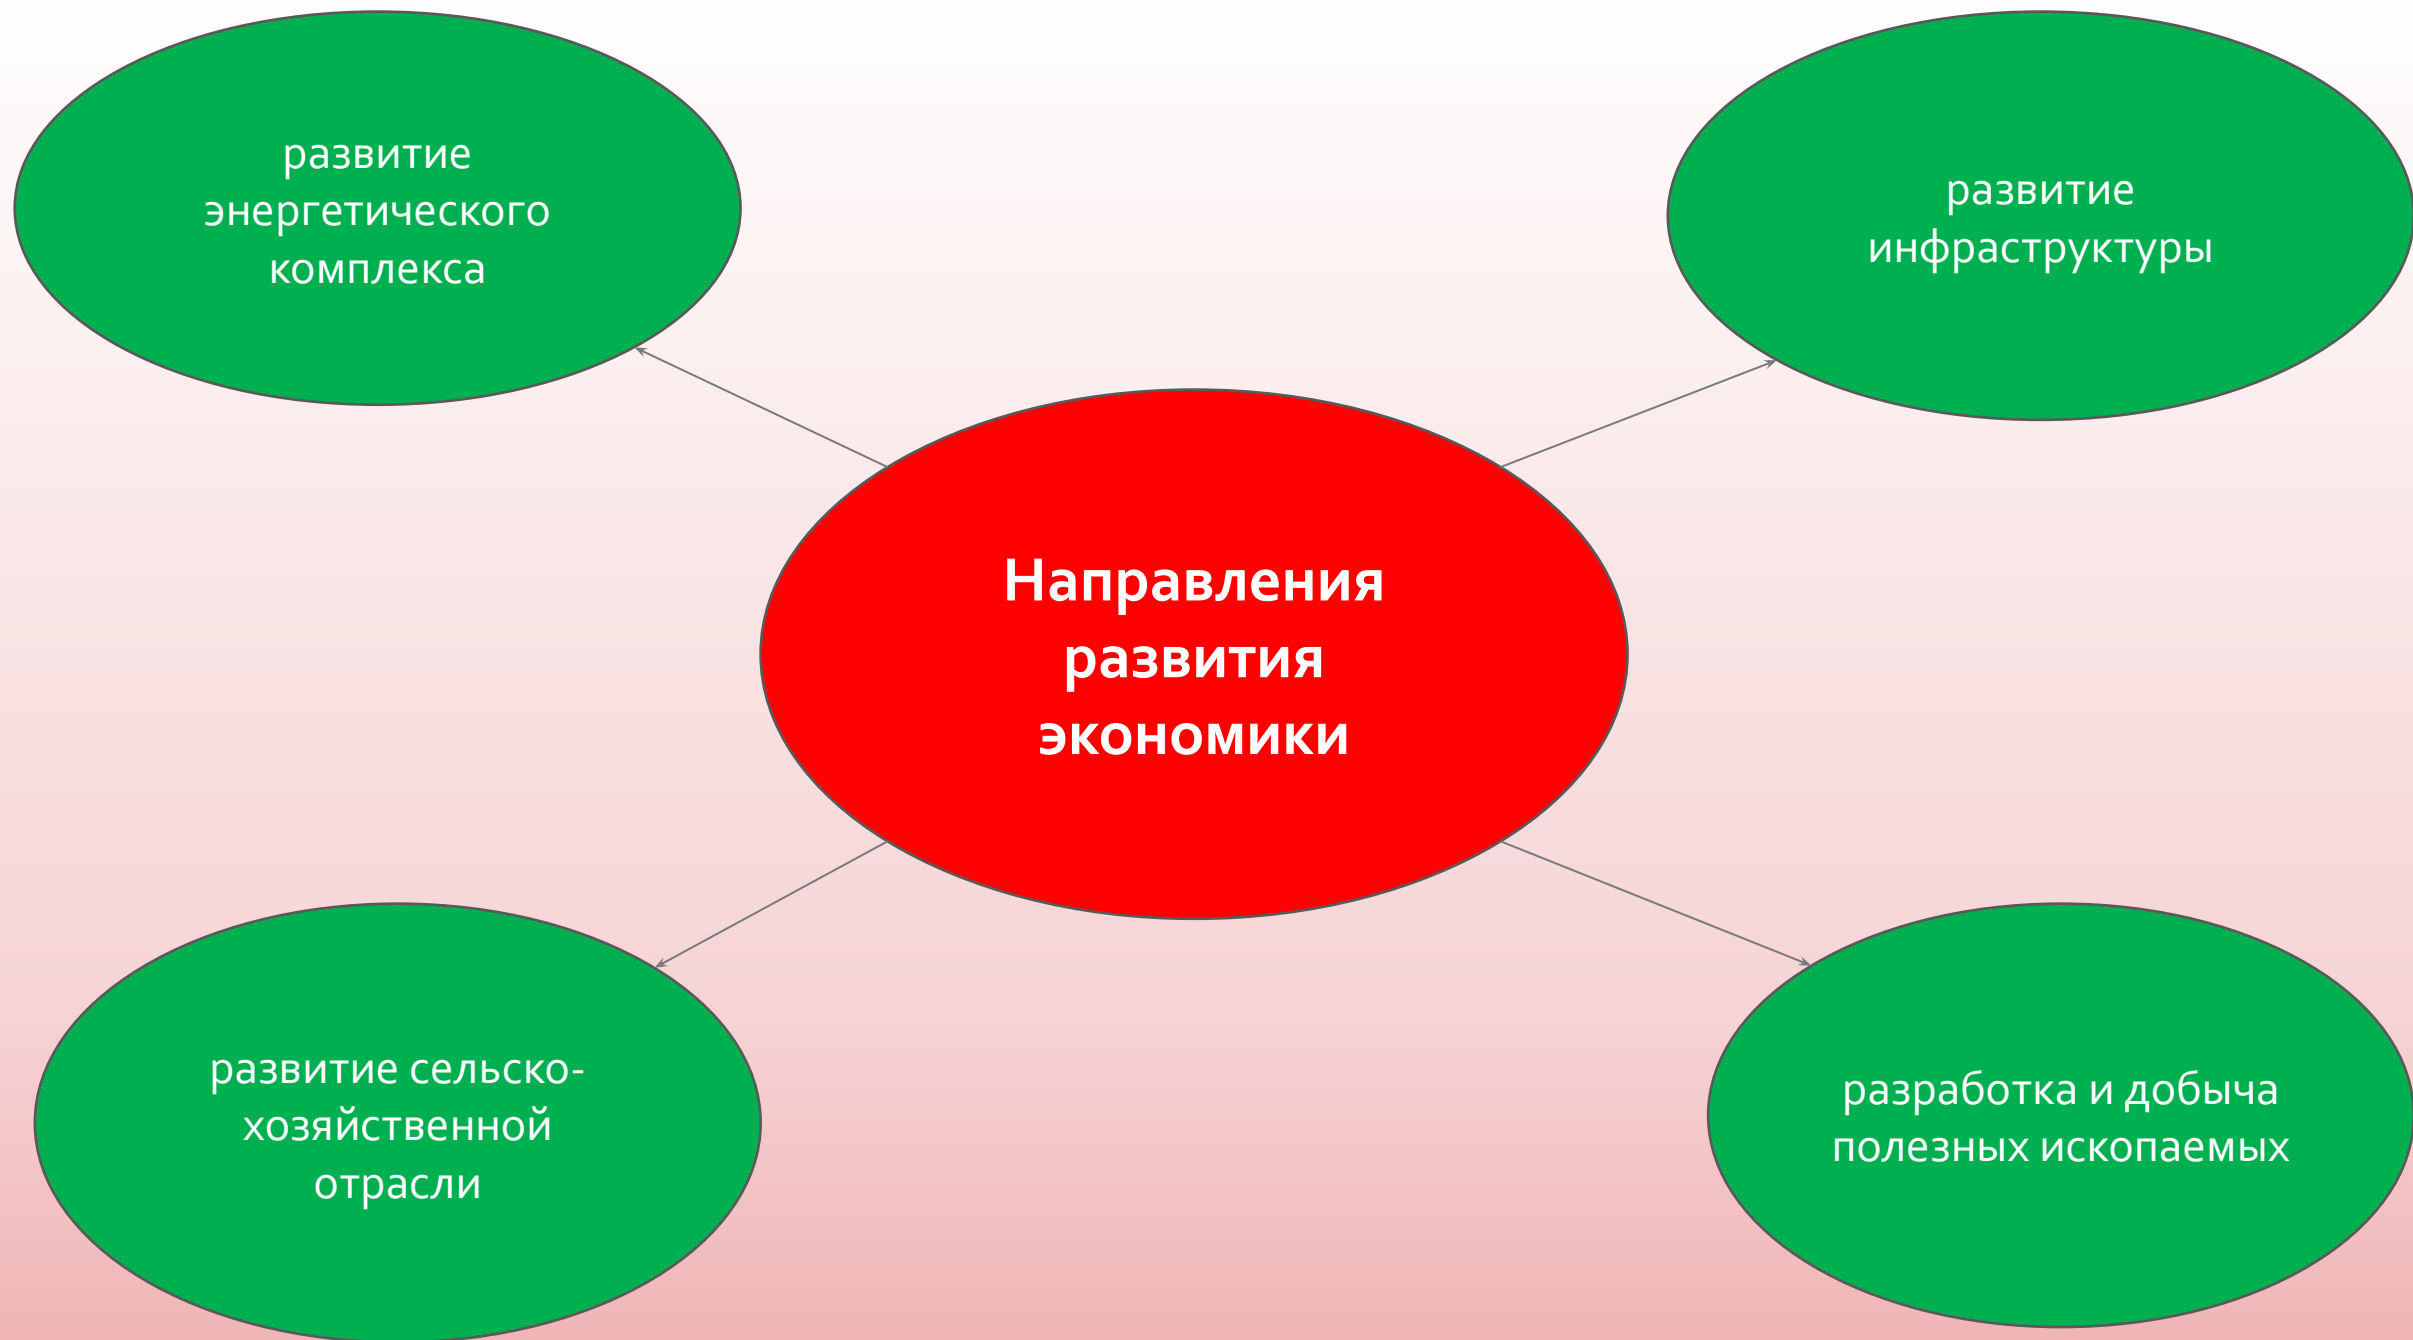 развитие
энергетического
комплекса
развитие
инфраструктуры
Направления
развития
экономики
развитие сельско-
хозяйственной
отрасли
разработка и добыча
полезных ископаемых